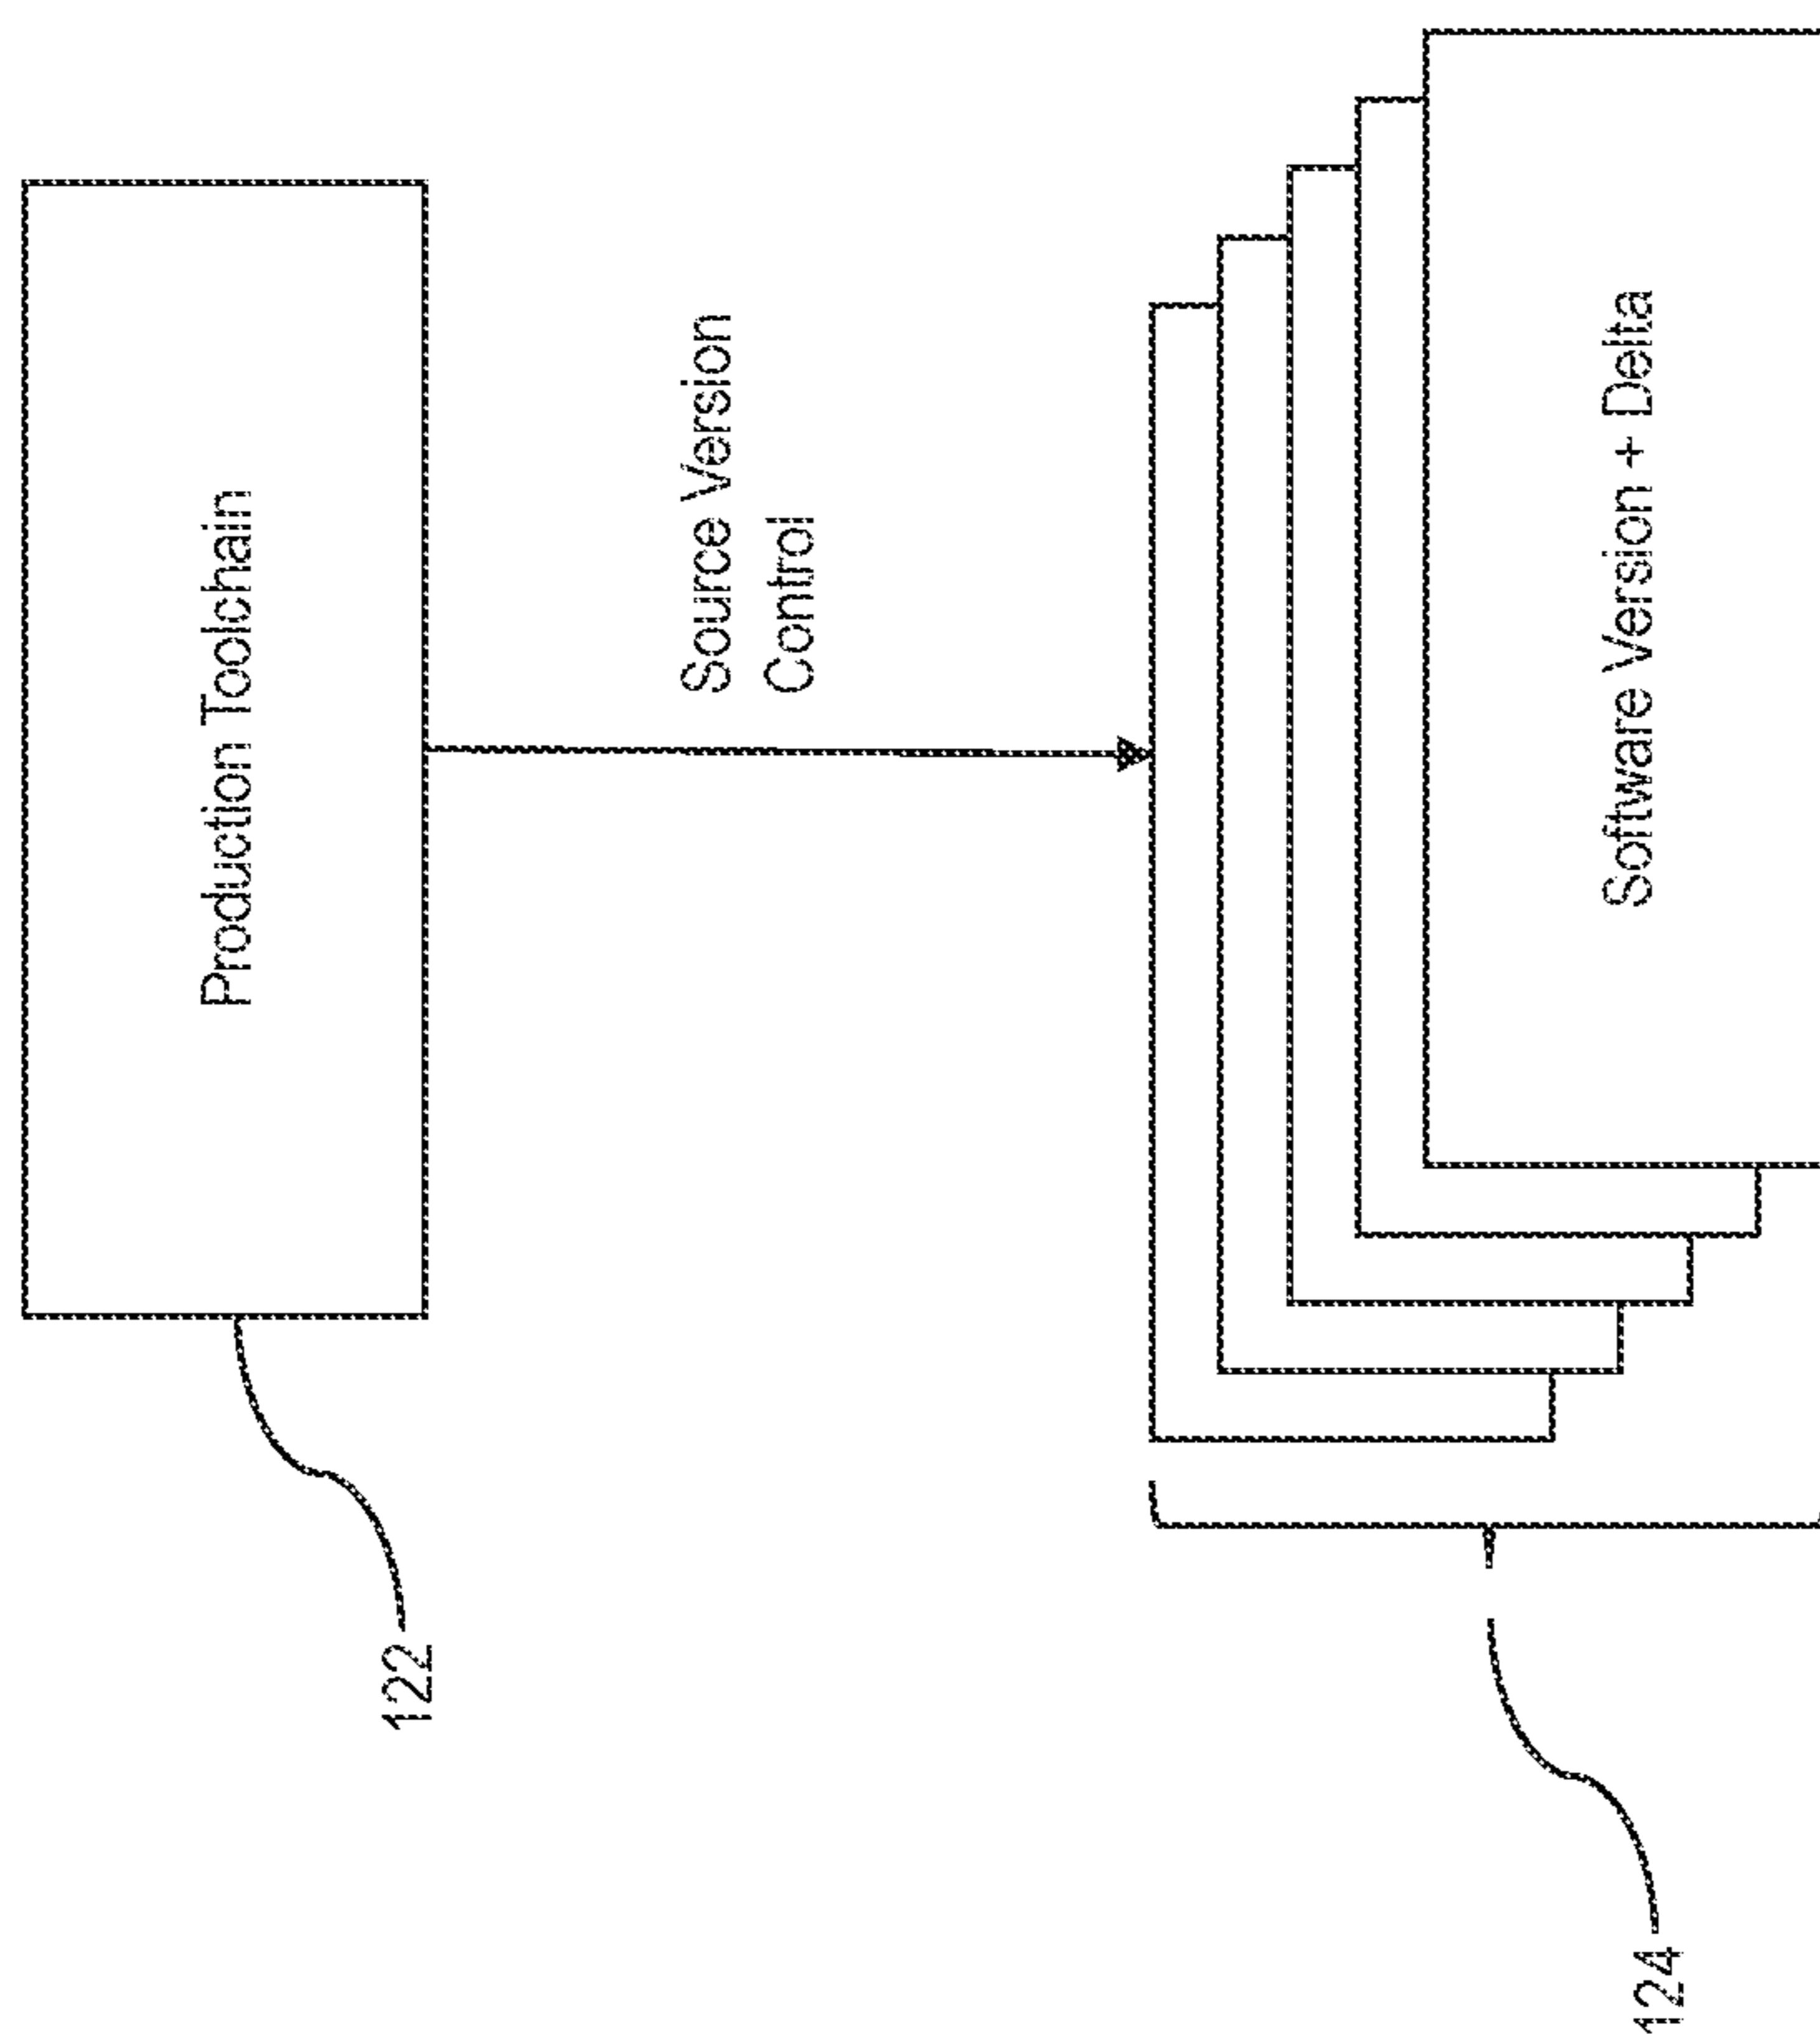 Production Toolchain
122
Source Version
Control
Software Version + Delta
124